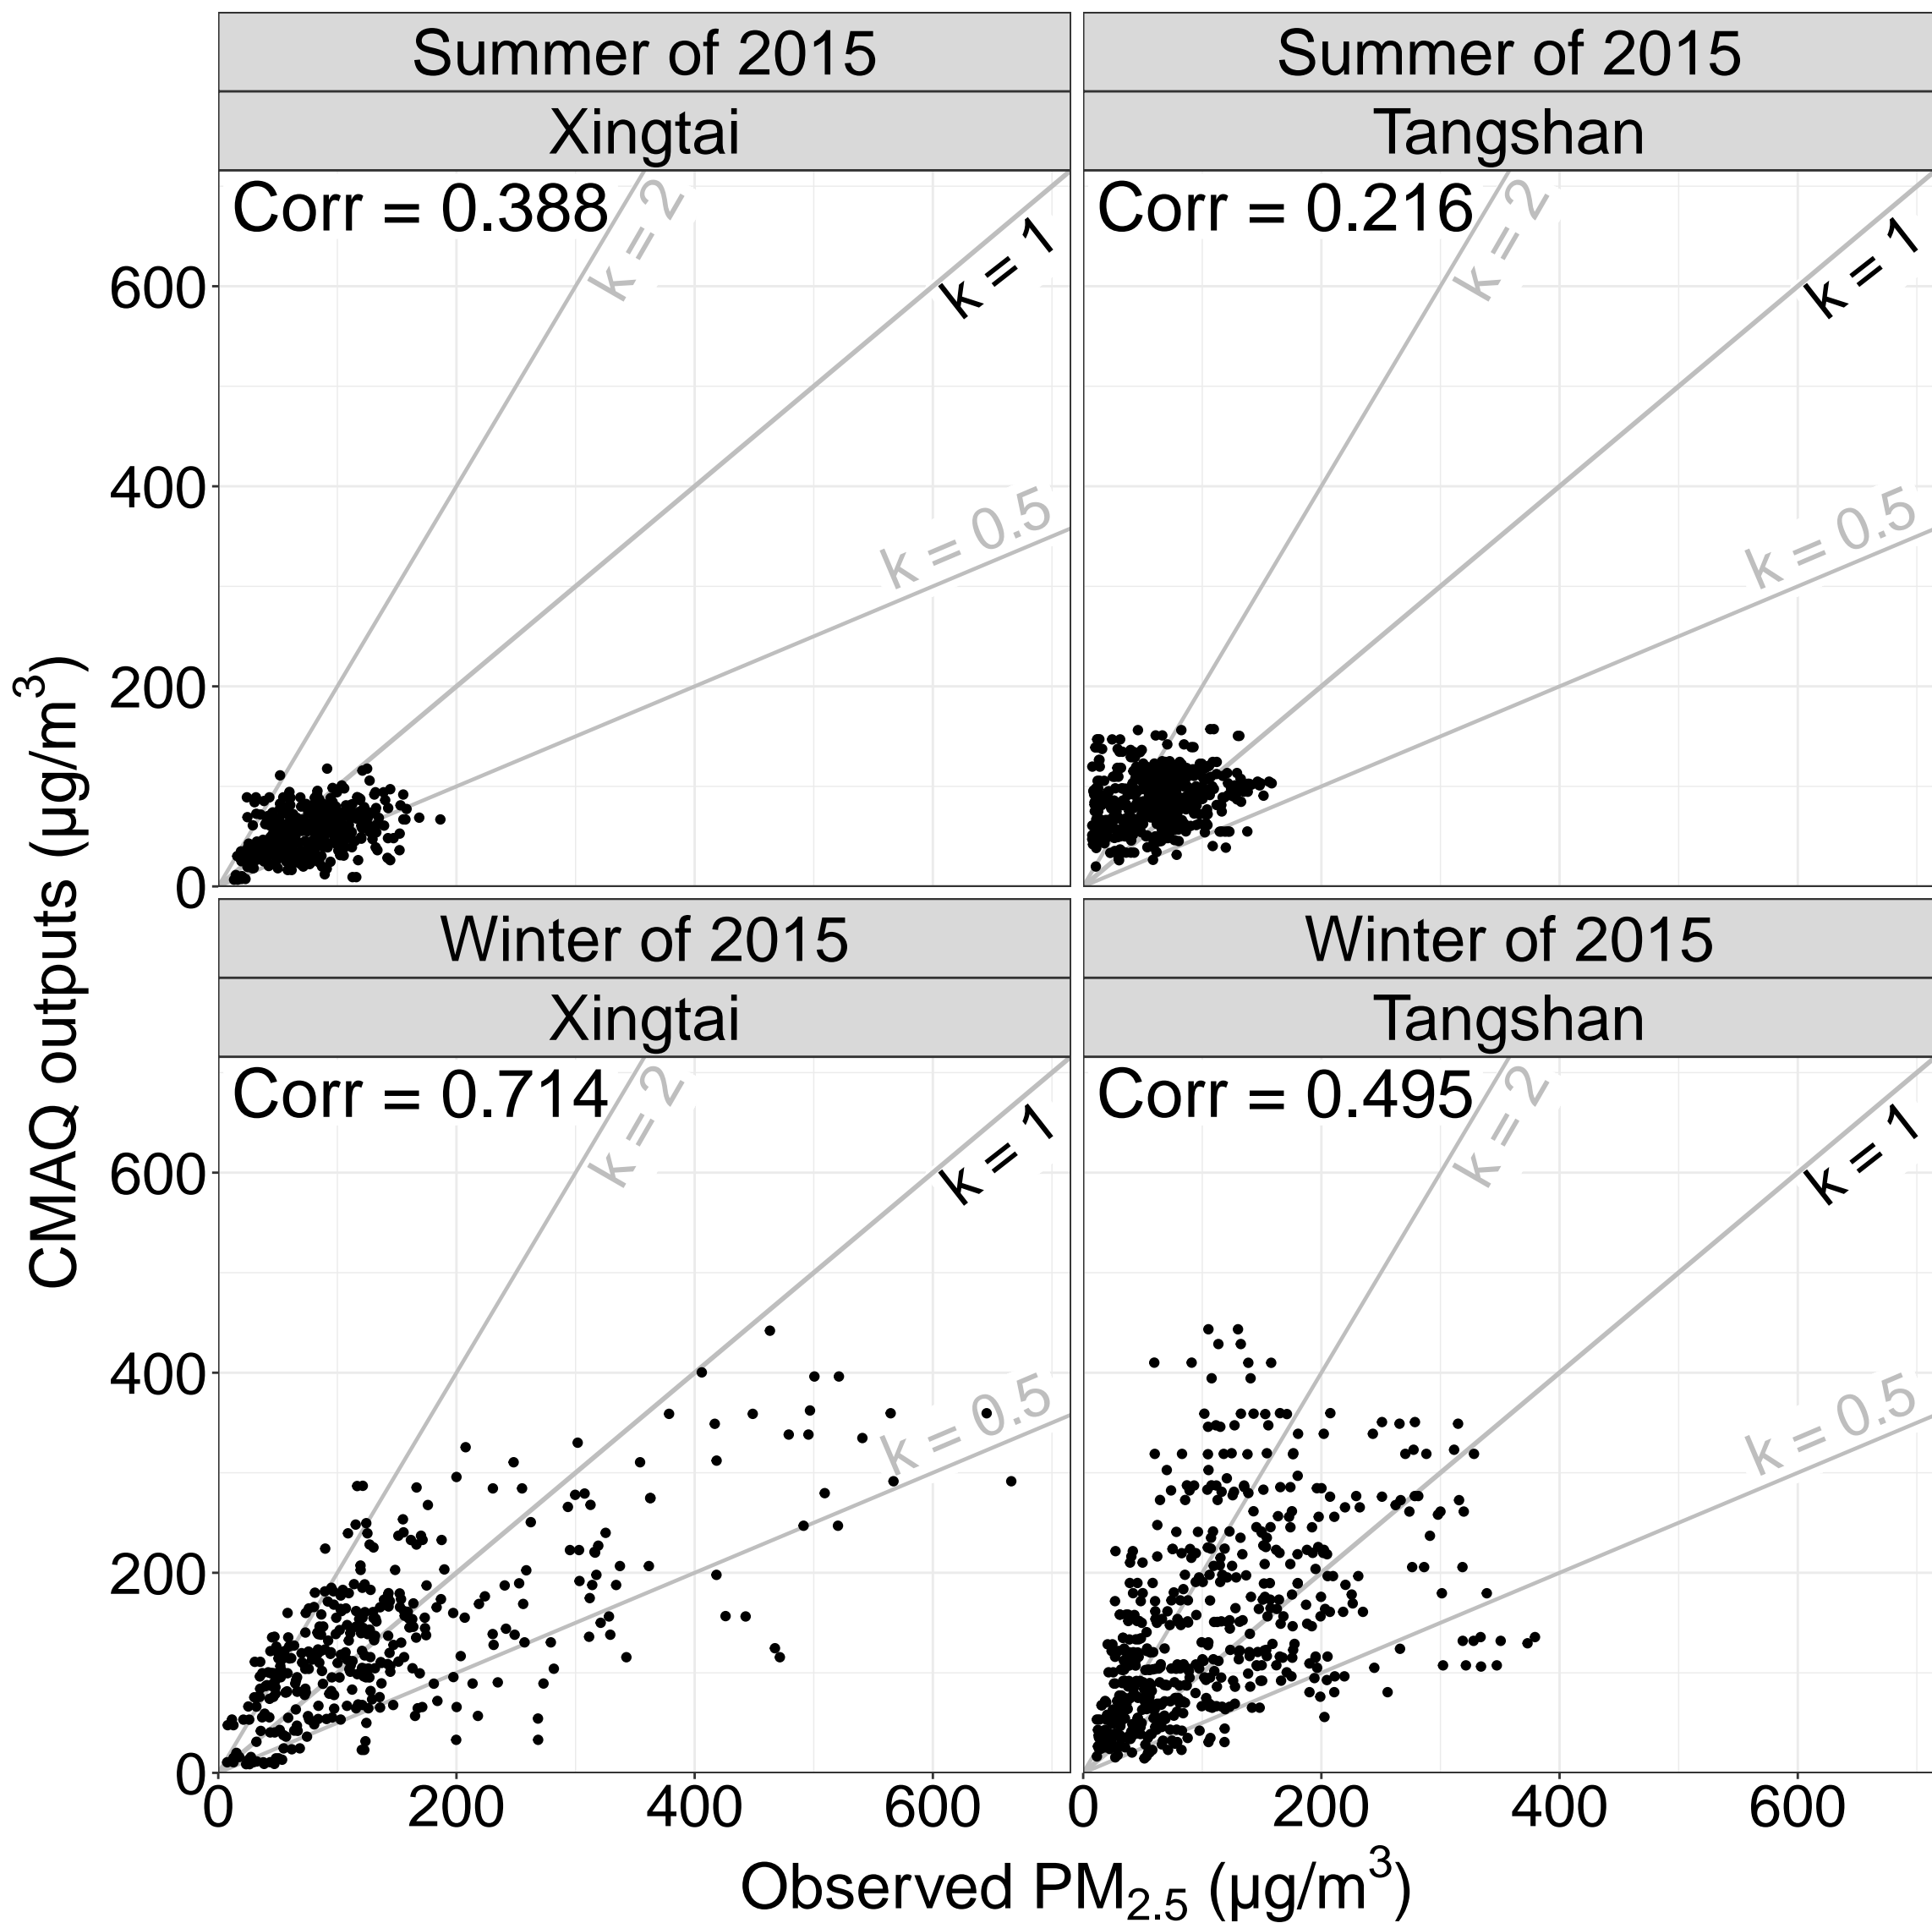 Summer of 2015
Summer of 2015
Xingtai
Tangshan
Corr = 0.388
k = 2
k = 1
k = 0.5
Corr = 0.216
k = 2
k = 1
k = 0.5
600
400
200
0
Winter of 2015
Winter of 2015
Xingtai
Tangshan
Corr = 0.714
k = 2
k = 1
k = 0.5
Corr = 0.495
k = 2
k = 1
k = 0.5
600
400
200
0
0 200 400 600
0 200 400 600
CMAQ outputs (µg/m³)
Observed PM₂.₅ (µg/m³)